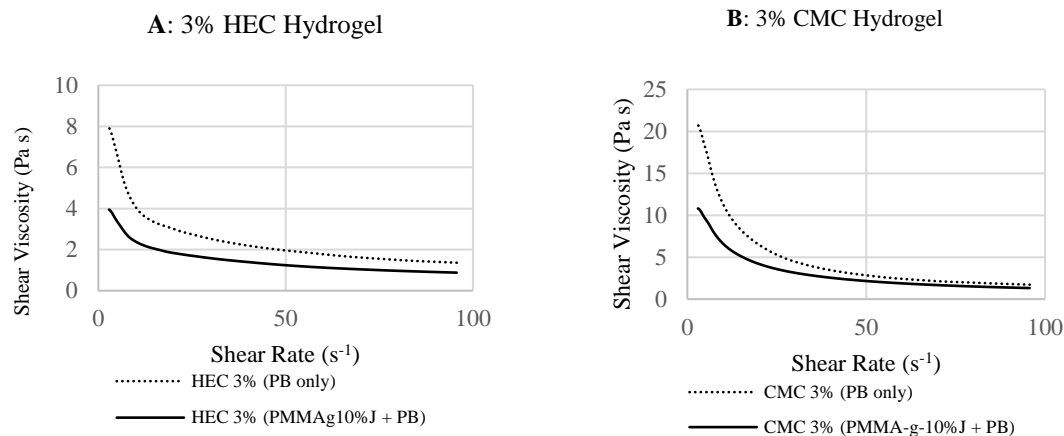 A: 3% HEC Hydrogel
10
8
6
4
2
0
0
50
100
Shear Viscosity (Pa s)
Shear Rate (s⁻¹)
HEC 3% (PB only)
HEC 3% (PMMAg10%J + PB)
B: 3% CMC Hydrogel
25
20
15
10
5
0
0
50
100
Shear Viscosity (Pa s)
Shear Rate (s⁻¹)
CMC 3% (PB only)
CMC 3% (PMMA-g-10%J + PB)